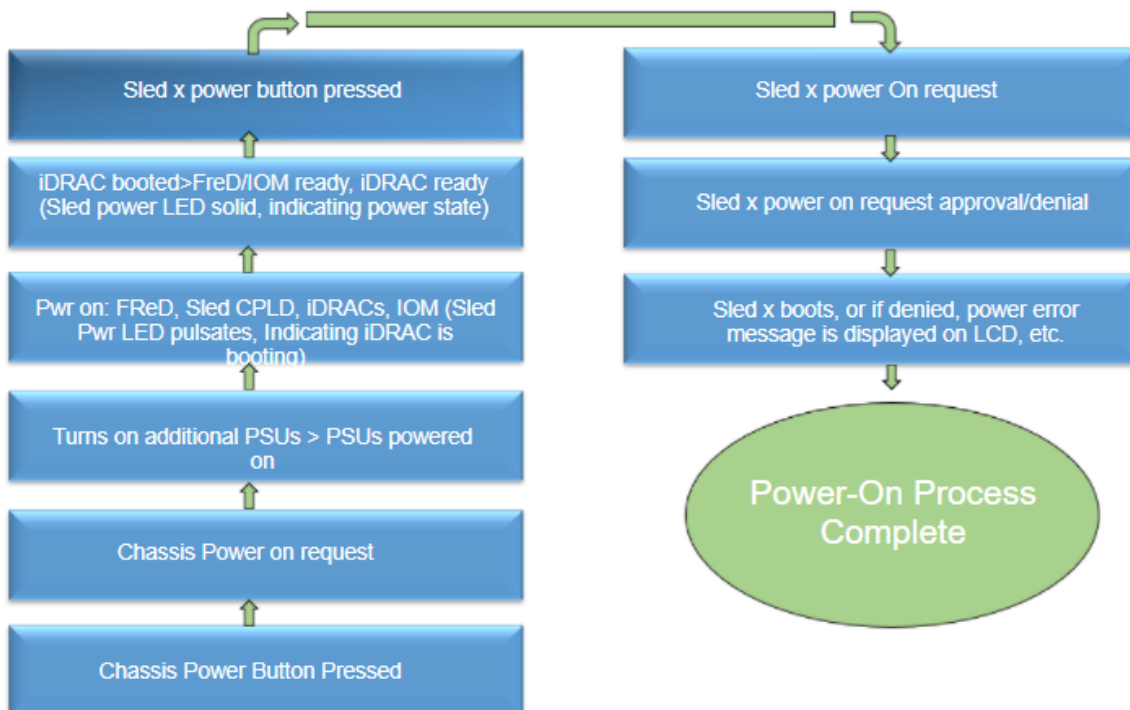 Sled x power button pressed
iDRAC booted>FreD/IOM ready, iDRAC ready
(Sled power LED solid, indicating power state)
Pwr on: FReD, Sled CPLD, iDRACs, IOM (Sled
Pwr LED pulsates, Indicating iDRAC is
booting)
Turns on additional PSUs > PSUs powered
on
Chassis Power on request
Chassis Power Button Pressed
Sled x power On request
Sled x power on request approval/denial
Sled x boots, or if denied, power error
message is displayed on LCD, etc.
Power-On Process
Complete